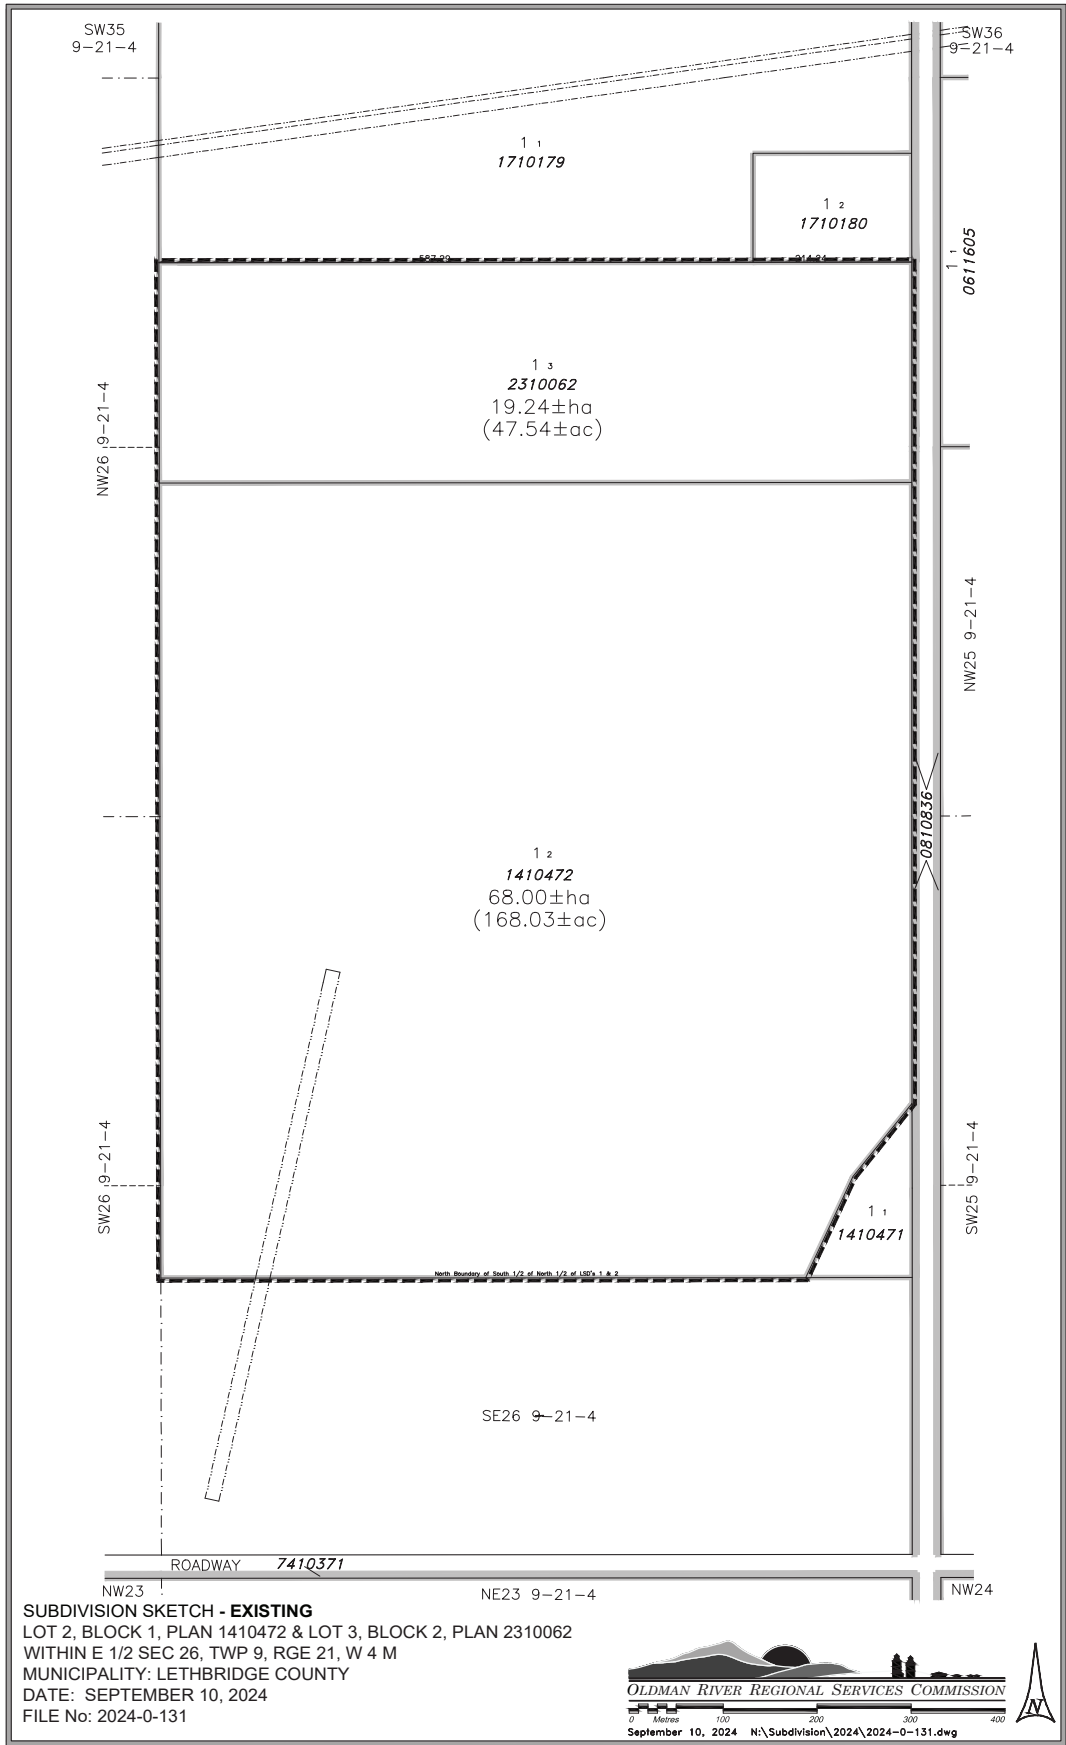 SW35
9-21-4
SW36
9-21-4
1 1
1710179
1 2
1710180
1 1
0611605
587.29
214.24
1 3
2310062
19.24±ha
(47.54±ac)
NW26 9-21-4
NW25 9-21-4
0810836
1 2
1410472
68.00±ha
(168.03±ac)
SW26 9-21-4
SW25 9-21-4
1 1
1410471
North Boundary of South 1/2 of North 1/2 of LSD's 1 & 2
SE26 9-21-4
ROADWAY 7410371
NW23
NE23 9-21-4
NW24
SUBDIVISION SKETCH - EXISTING
LOT 2, BLOCK 1, PLAN 1410472 & LOT 3, BLOCK 2, PLAN 2310062
WITHIN E 1/2 SEC 26, TWP 9, RGE 21, W 4 M
MUNICIPALITY: LETHBRIDGE COUNTY
DATE: SEPTEMBER 10, 2024
FILE No: 2024-0-131
OLDMAN RIVER REGIONAL SERVICES COMMISSION
0 Metres 100 200 300 400
September 10, 2024 N:\Subdivision\2024\2024-0-131.dwg
N